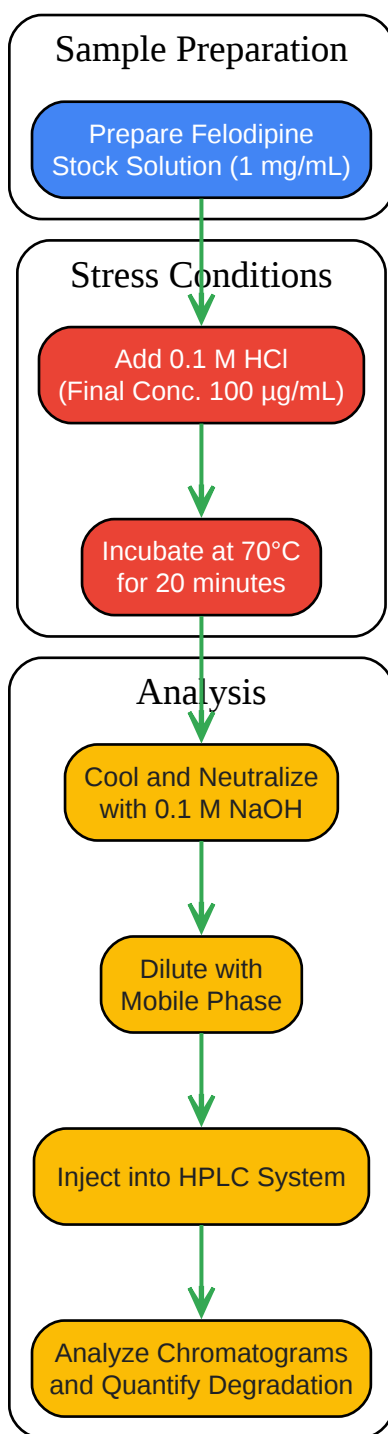 Sample Preparation
Prepare Felodipine
Stock Solution (1 mg/mL)
Stress Conditions
Add 0.1 M HCl
(Final Conc. 100 µg/mL)
Incubate at 70°C
for 20 minutes
Analysis
Cool and Neutralize
with 0.1 M NaOH
Dilute with
Mobile Phase
Inject into HPLC System
Analyze Chromatograms
and Quantify Degradation